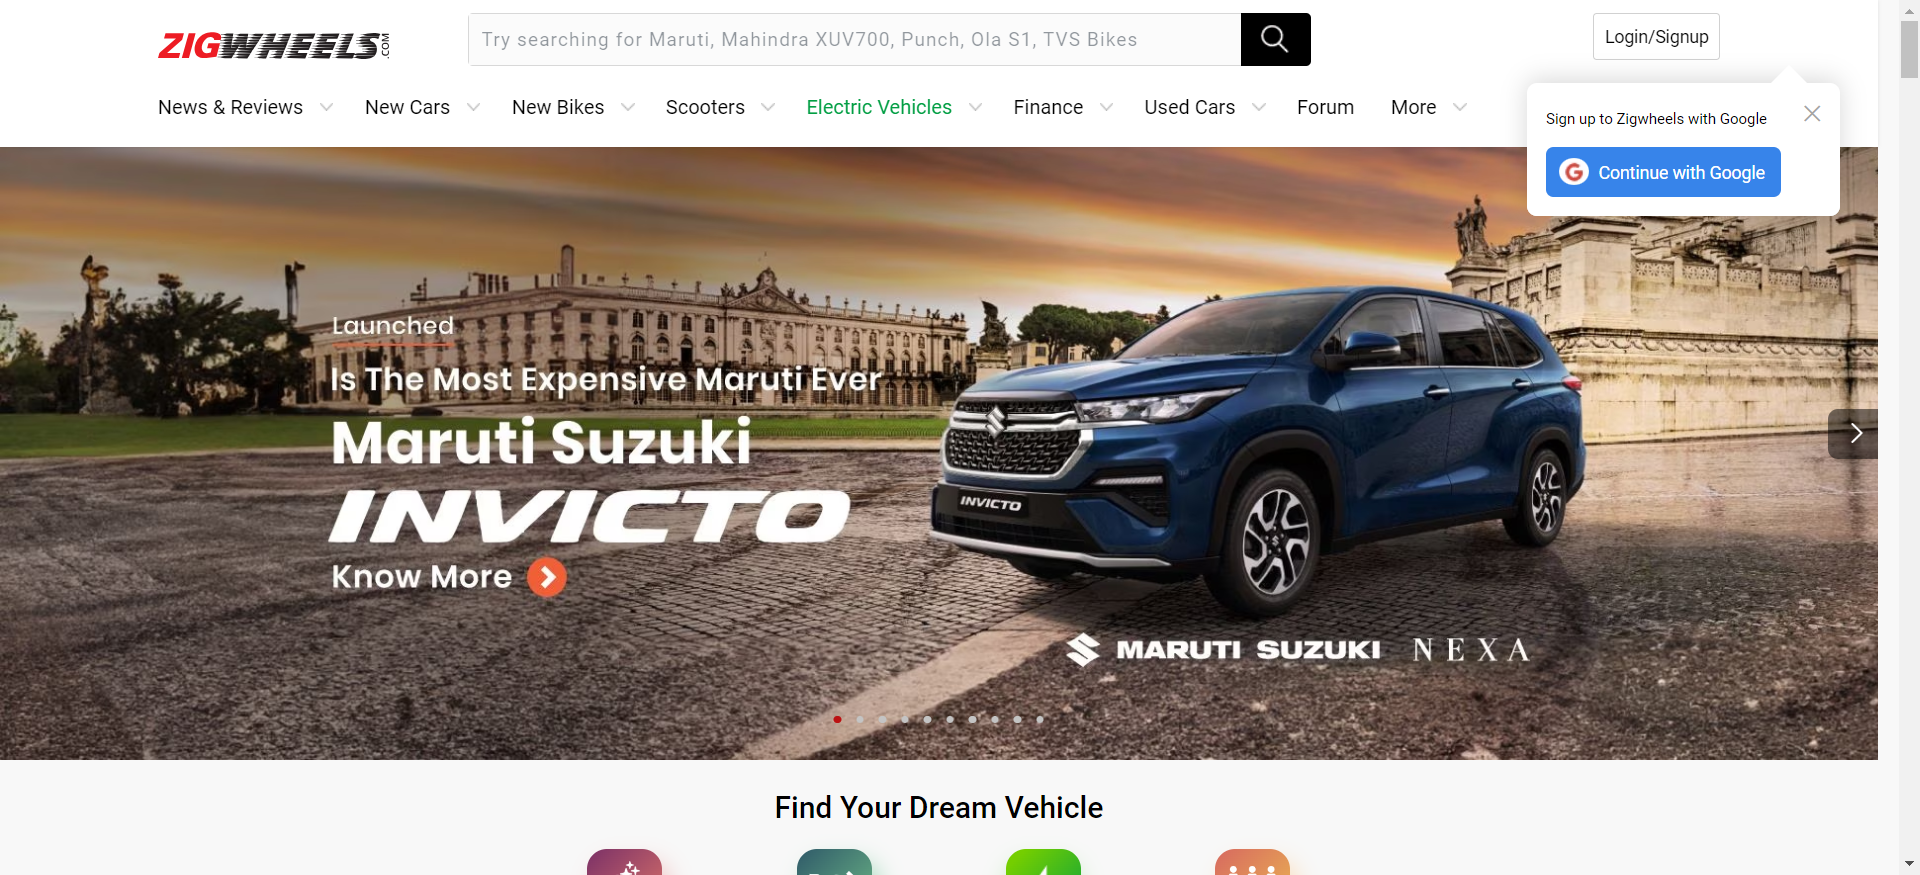 ZIGWHEELS.COM
Try searching for Maruti, Mahindra XUV700, Punch, Ola S1, TVS Bikes
Login/Signup
News & Reviews
New Cars
New Bikes
Scooters
Electric Vehicles
Finance
Used Cars
Forum
More
Sign up to Zigwheels with Google
G Continue with Google
Launched
Is The Most Expensive Maruti Ever
Maruti Suzuki
INVICTO
Know More
INVICTO
MARUTI SUZUKI NEXA
Find Your Dream Vehicle